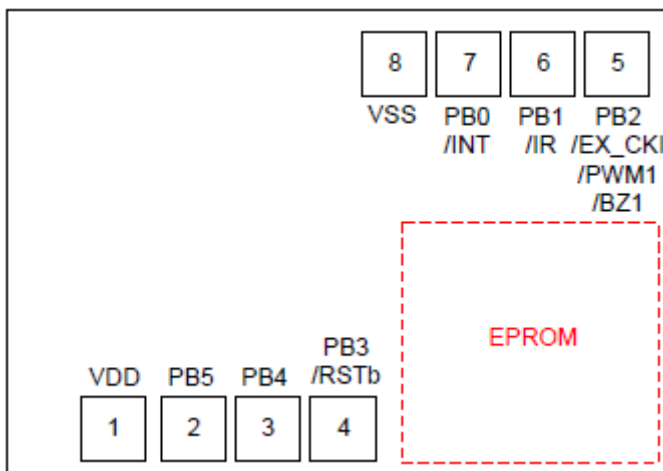 8 7 6 5
VSS PB0 PB1 PB2
/INT /IR /EX_CKI
/PWM1
/BZ1
EPROM
PB3
VDD PB5 PB4 /RSTb
1 2 3 4